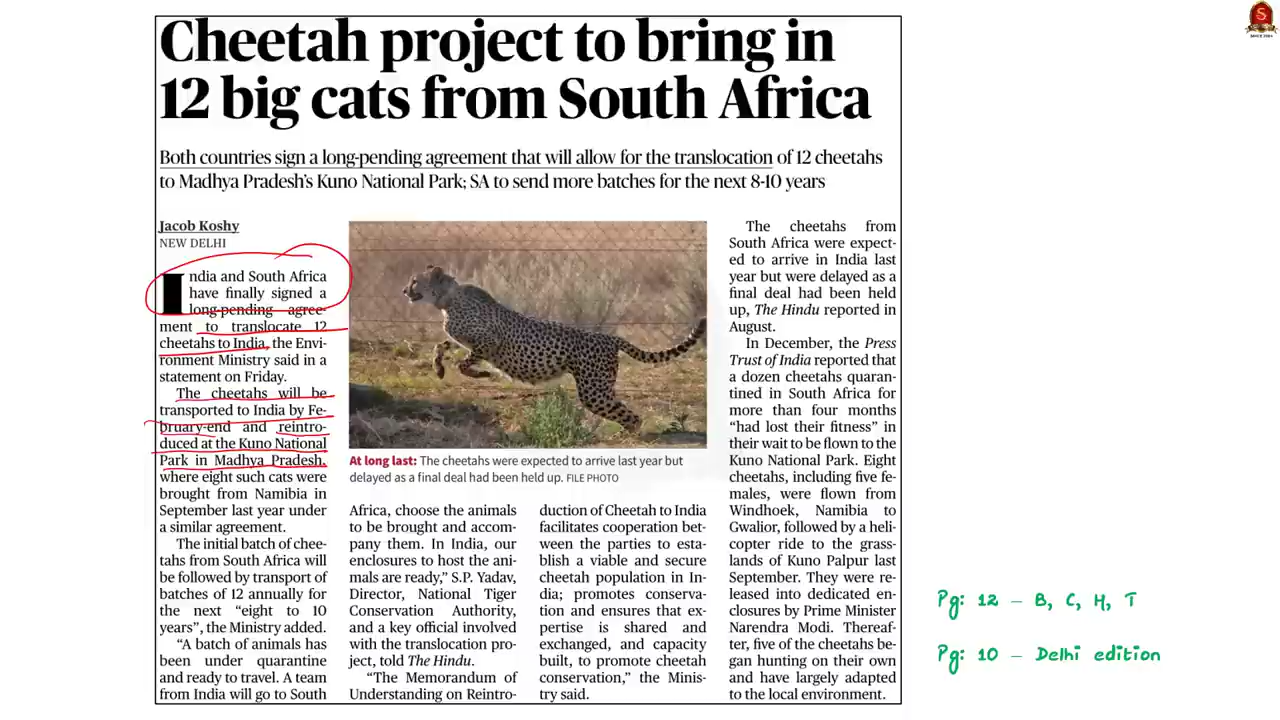 Cheetah project to bring in
12 big cats from South Africa
Both countries sign a long-pending agreement that will allow for the translocation of 12 cheetahs
to Madhya Pradesh's Kuno National Park; SA to send more batches for the next 8-10 years
Jacob Koshy
NEW DELHI
India and South Africa
have finally signed a
long-pending agree-
ment to translocate 12
cheetahs to India, the Envi-
ronment Ministry said in a
statement on Friday.
The cheetahs will be
transported to India by Fe-
bruary-end and reintro-
duced at the Kuno National
Park in Madhya Pradesh,
where eight such cats were
brought from Namibia in
September last year under
a similar agreement.
The initial batch of chee-
tahs from South Africa will
be followed by transport of
batches of 12 annually for
the next "eight to 10
years", the Ministry added.
"A batch of animals has
been under quarantine
and ready to travel. A team
from India will go to South
At long last: The cheetahs were expected to arrive last year but
delayed as a final deal had been held up. FILE PHOTO
Africa, choose the animals
to be brought and accom-
pany them. In India, our
enclosures to host the ani-
mals are ready," S.P. Yadav,
Director, National Tiger
Conservation Authority,
and a key official involved
with the translocation pro-
ject, told The Hindu.
"The Memorandum of
Understanding on Reintro-
duction of Cheetah to India
facilitates cooperation bet-
ween the parties to esta-
blish a viable and secure
cheetah population in In-
dia; promotes conserva-
tion and ensures that ex-
pertise is shared and
exchanged, and capacity
built, to promote cheetah
conservation," the Minis-
try said.
The cheetahs from
South Africa were expect-
ed to arrive in India last
year but were delayed as a
final deal had been held
up, The Hindu reported in
August.
In December, the Press
Trust of India reported that
a dozen cheetahs quaran-
tined in South Africa for
more than four months
"had lost their fitness" in
their wait to be flown to the
Kuno National Park. Eight
cheetahs, including five fe-
males, were flown from
Windhoek, Namibia to
Gwalior, followed by a heli-
copter ride to the grass-
lands of Kuno Palpur last
September. They were re-
leased into dedicated en-
closures by Prime Minister
Narendra Modi. Thereaf-
ter, five of the cheetahs be-
gan hunting on their own
and have largely adapted
to the local environment.
Pg: 12 – B, C, H, T
Pg: 10 – Delhi edition
S
SINCE 2004